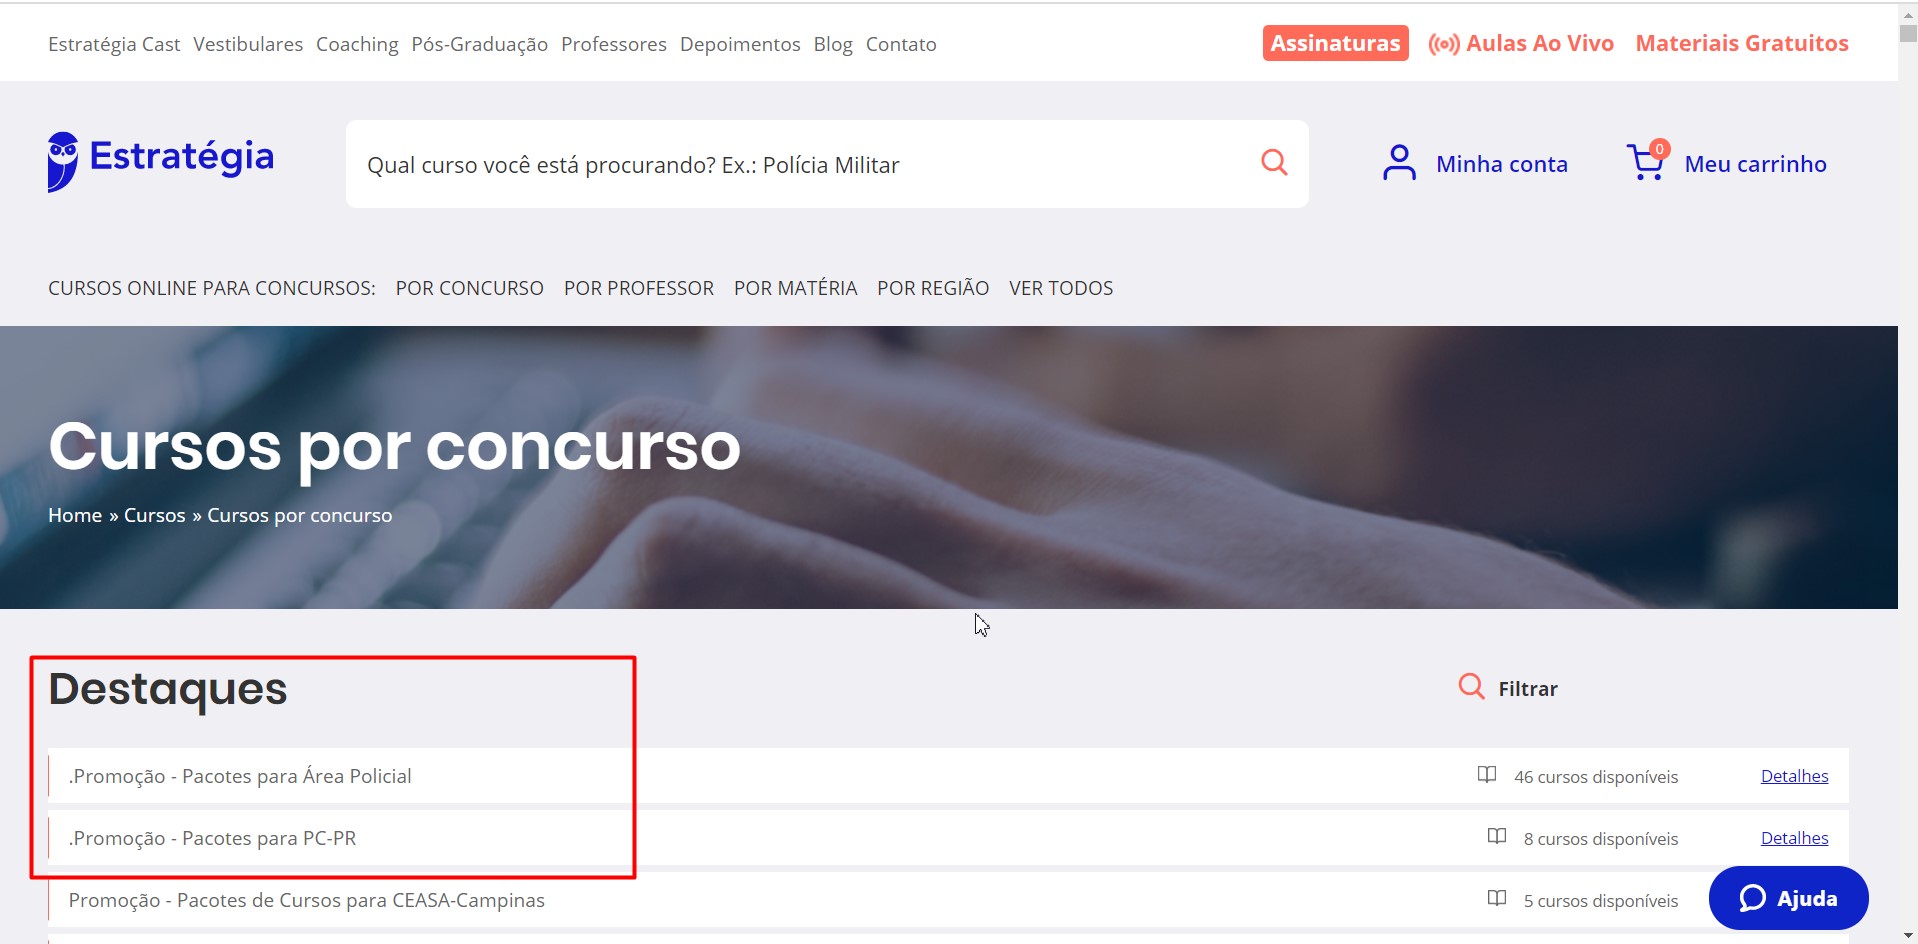 Estratégia Cast Vestibulares Coaching Pós-Graduação Professores Depoimentos Blog Contato Assinaturas Aulas Ao Vivo Materiais Gratuitos
Estratégia Qual curso você está procurando? Ex.: Polícia Militar Minha conta 0 Meu carrinho
CURSOS ONLINE PARA CONCURSOS: POR CONCURSO POR PROFESSOR POR MATÉRIA POR REGIÃO VER TODOS
Cursos por concurso
Home » Cursos » Cursos por concurso
Destaques Filtrar
.Promoção - Pacotes para Área Policial 46 cursos disponíveis Detalhes
.Promoção - Pacotes para PC-PR 8 cursos disponíveis Detalhes
Promoção - Pacotes de Cursos para CEASA-Campinas 5 cursos disponíveis Ajuda